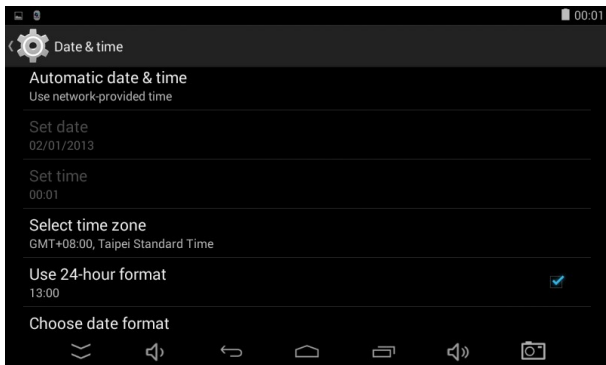 00:01
Date & time
Automatic date & time
Use network-provided time
Set date
02/01/2013
Set time
00:01
Select time zone
GMT+08:00, Taipei Standard Time
Use 24-hour format
13:00
Choose date format